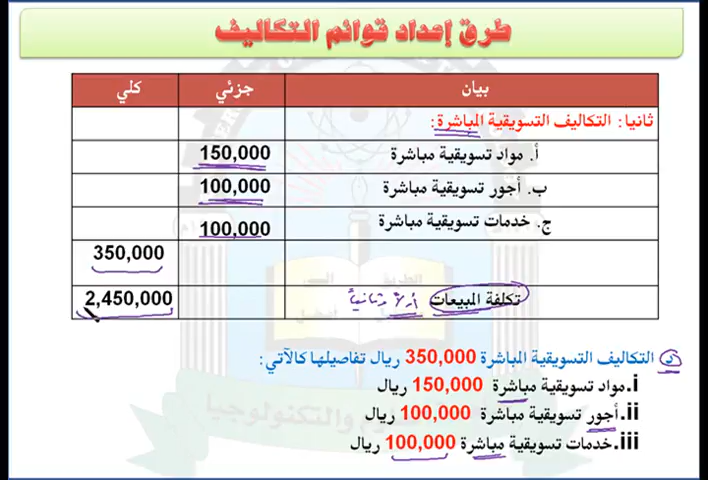 طرق إعداد قوائم التكاليف
بيان جزئي كلي
ثانيا: التكاليف التسويقية المباشرة:
أ. مواد تسويقية مباشرة 150,000
ب. أجور تسويقية مباشرة 100,000
ج. خدمات تسويقية مباشرة 100,000
350,000
تكلفة المبيعات أولاً + ثانياً 2,450,000
التكاليف التسويقية المباشرة 350,000 ريال تفاصيلها كالآتي:
i.مواد تسويقية مباشرة 150,000 ريال
ii.أجور تسويقية مباشرة 100,000 ريال
iii.خدمات تسويقية مباشرة 100,000 ريال